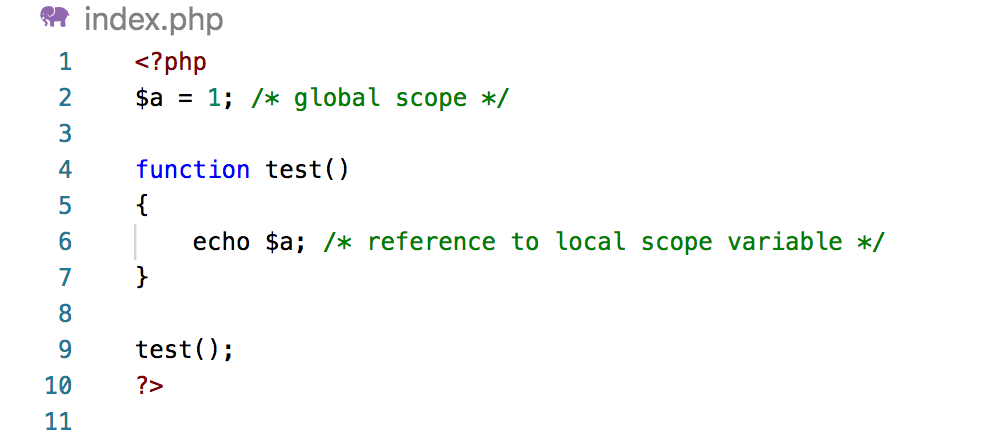 index.php
1 <?php
2 $a = 1; /* global scope */
3
4 function test()
5 {
6     echo $a; /* reference to local scope variable */
7 }
8
9 test();
10 ?>
11